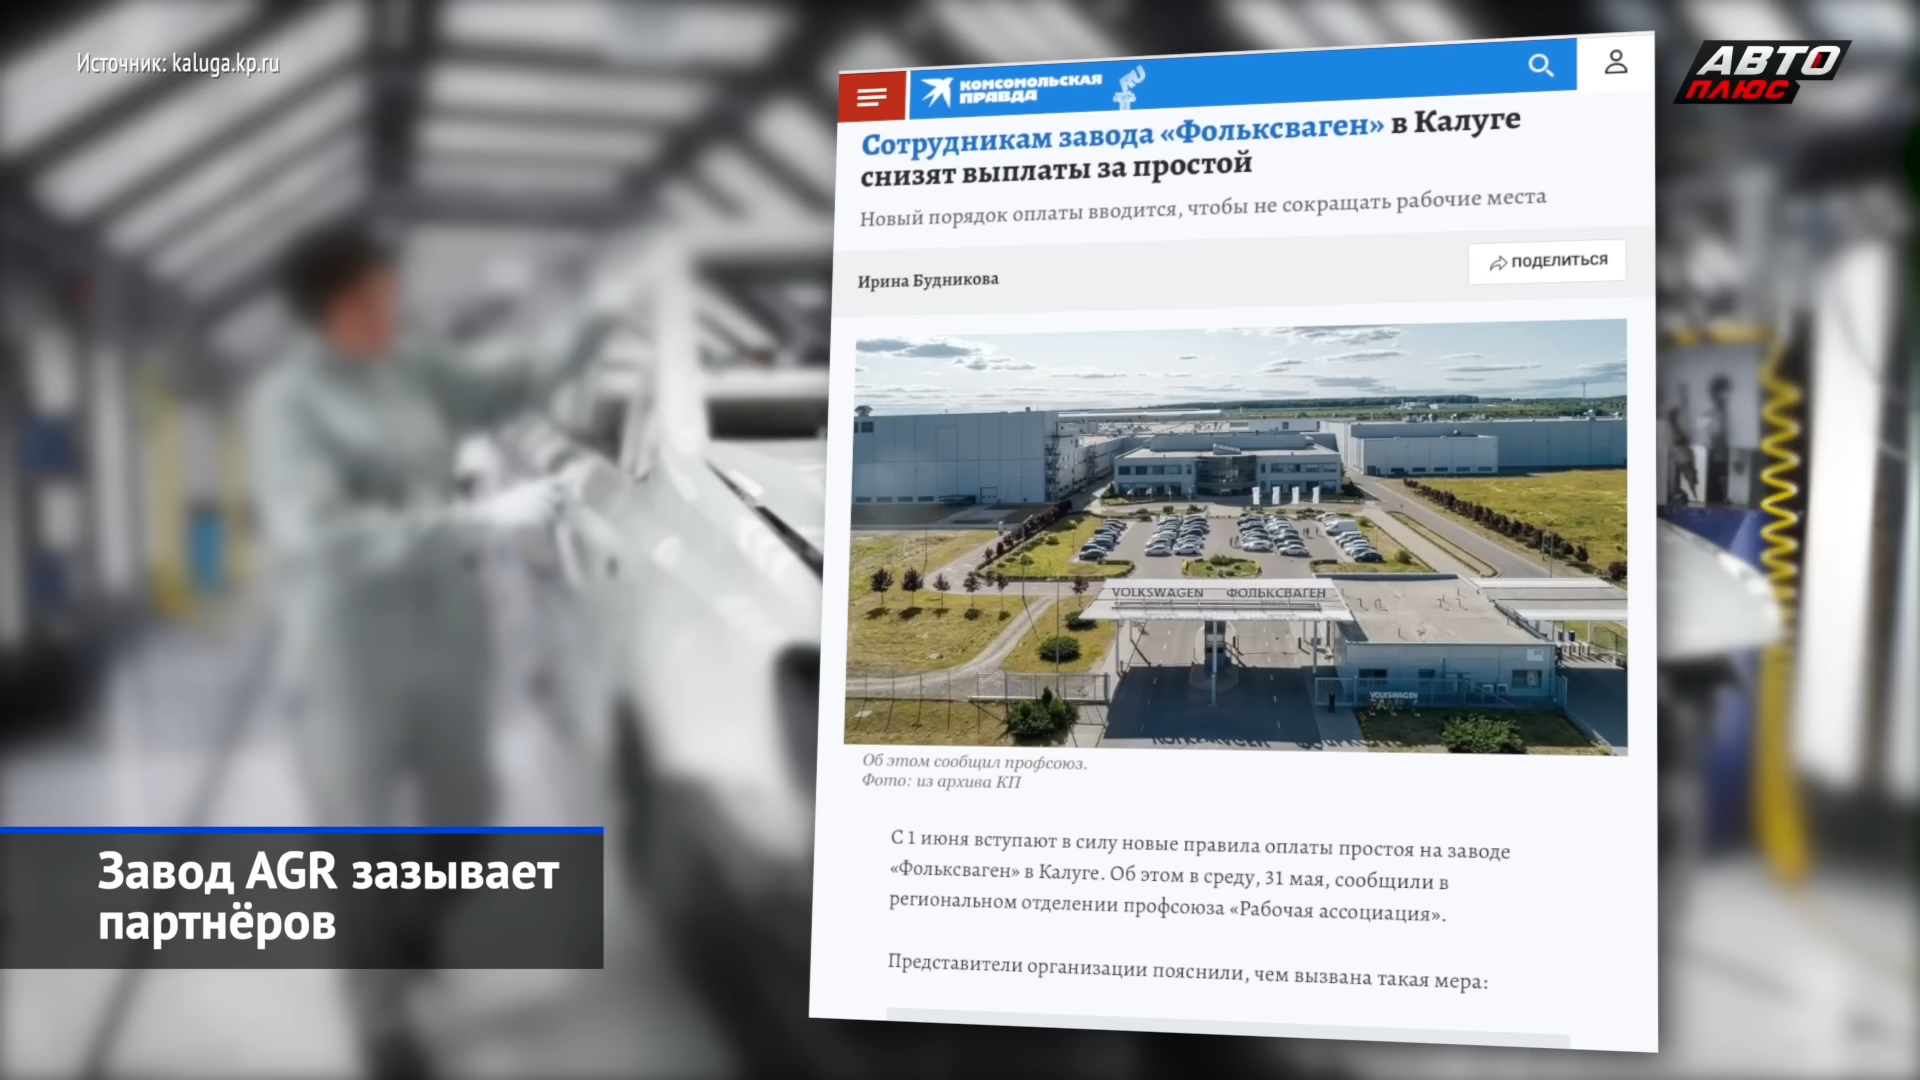 Источник: kaluga.kp.ru
АВТО
ПЛЮС
КОМСОМОЛЬСКАЯ
ПРАВДА
Сотрудникам завода «Фольксваген» в Калуге
снизят выплаты за простой
Новый порядок оплаты вводится, чтобы не сокращать рабочие места
Ирина Будникова
ПОДЕЛИТЬСЯ
VOLKSWAGEN ФОЛЬКСВАГЕН
VOLKSWAGEN
Об этом сообщил профсоюз.
Фото: из архива КП
С 1 июня вступают в силу новые правила оплаты простоя на заводе
«Фольксваген» в Калуге. Об этом в среду, 31 мая, сообщили в
региональном отделении профсоюза «Рабочая ассоциация».
Представители организации пояснили, чем вызвана такая мера:
Завод AGR зазывает
партнёров